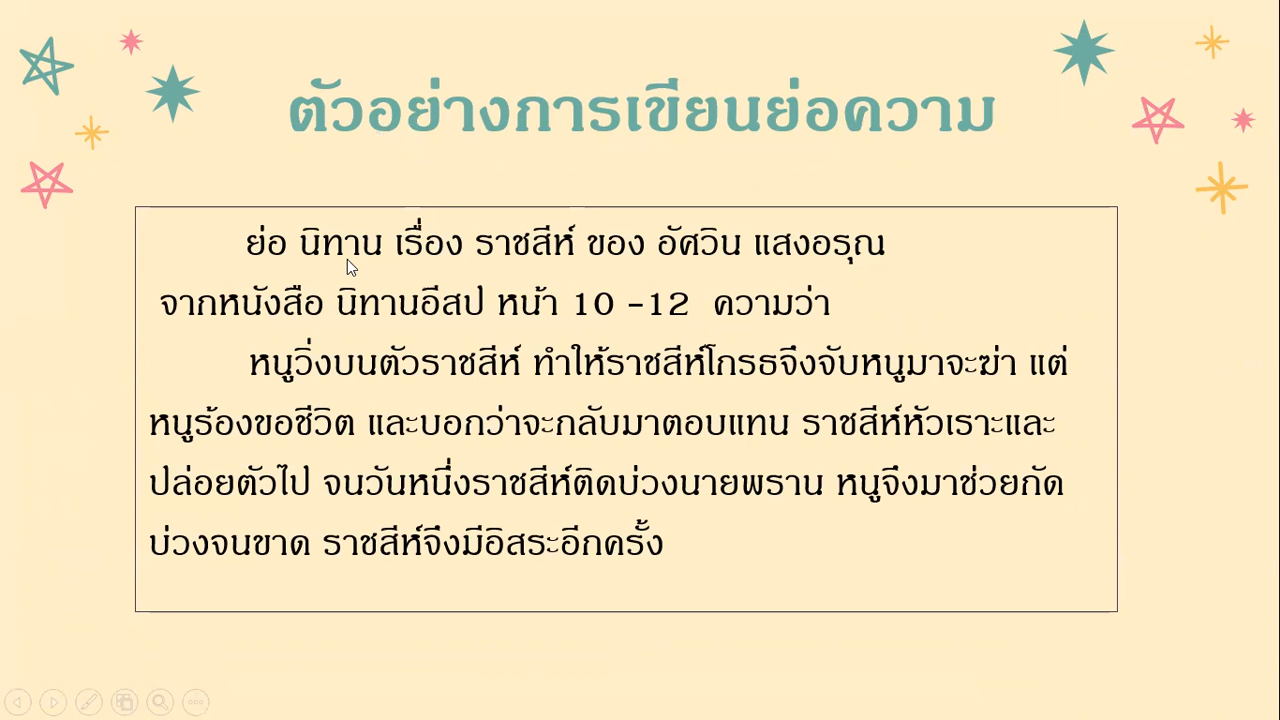 ตัวอย่างการเขียนย่อความ
ย่อ นิทาน เรื่อง ราชสีห์ ของ อัศวิน แสงอรุณ
จากหนังสือ นิทานอีสป หน้า 10 -12 ความว่า
หนูวิ่งบนตัวราชสีห์ ทำให้ราชสีห์โกรธจึงจับหนูมาจะฆ่า แต่
หนูร้องขอชีวิต และบอกว่าจะกลับมาตอบแทน ราชสีห์หัวเราะและ
ปล่อยตัวไป จนวันหนึ่งราชสีห์ติดบ่วงนายพราน หนูจึงมาช่วยกัด
บ่วงจนขาด ราชสีห์จึงมีอิสระอีกครั้ง